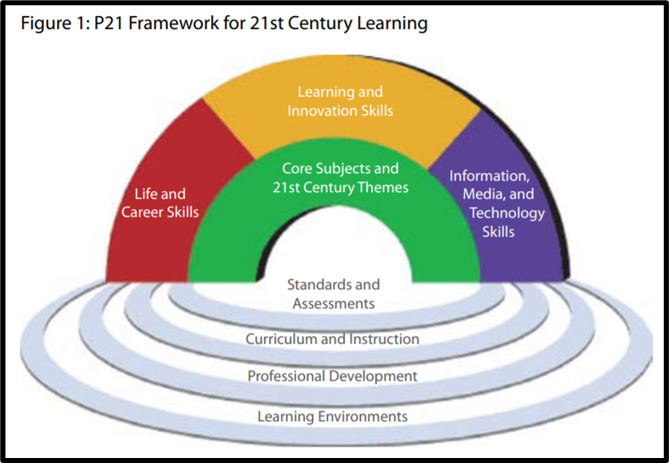 Figure 1: P21 Framework for 21st Century Learning
Learning and
Innovation Skills
Core Subjects and
21st Century Themes
Life and
Career Skills
Information,
Media, and
Technology
Skills
Standards and
Assessments
Curriculum and Instruction
Professional Development
Learning Environments